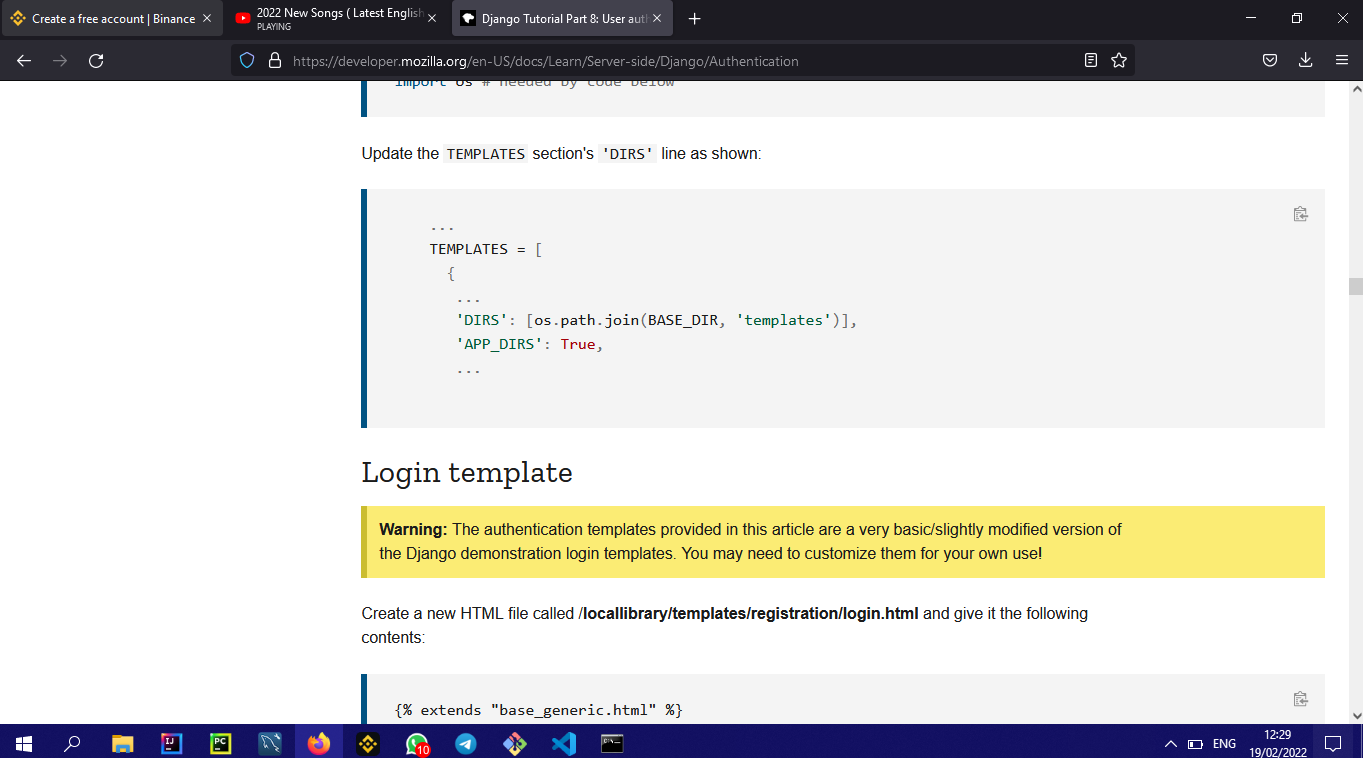 Create a free account | Binance
2022 New Songs ( Latest English
PLAYING
Django Tutorial Part 8: User aut
https://developer.mozilla.org/en-US/docs/Learn/Server-side/Django/Authentication
import os # needed by code below
Update the TEMPLATES section's 'DIRS' line as shown:
...
TEMPLATES = [
{
...
'DIRS': [os.path.join(BASE_DIR, 'templates')],
'APP_DIRS': True,
...
Login template
Warning: The authentication templates provided in this article are a very basic/slightly modified version of
the Django demonstration login templates. You may need to customize them for your own use!
Create a new HTML file called /locallibrary/templates/registration/login.html and give it the following
contents:
{% extends "base_generic.html" %}
IJ
PC
10
ENG
12:29
19/02/2022